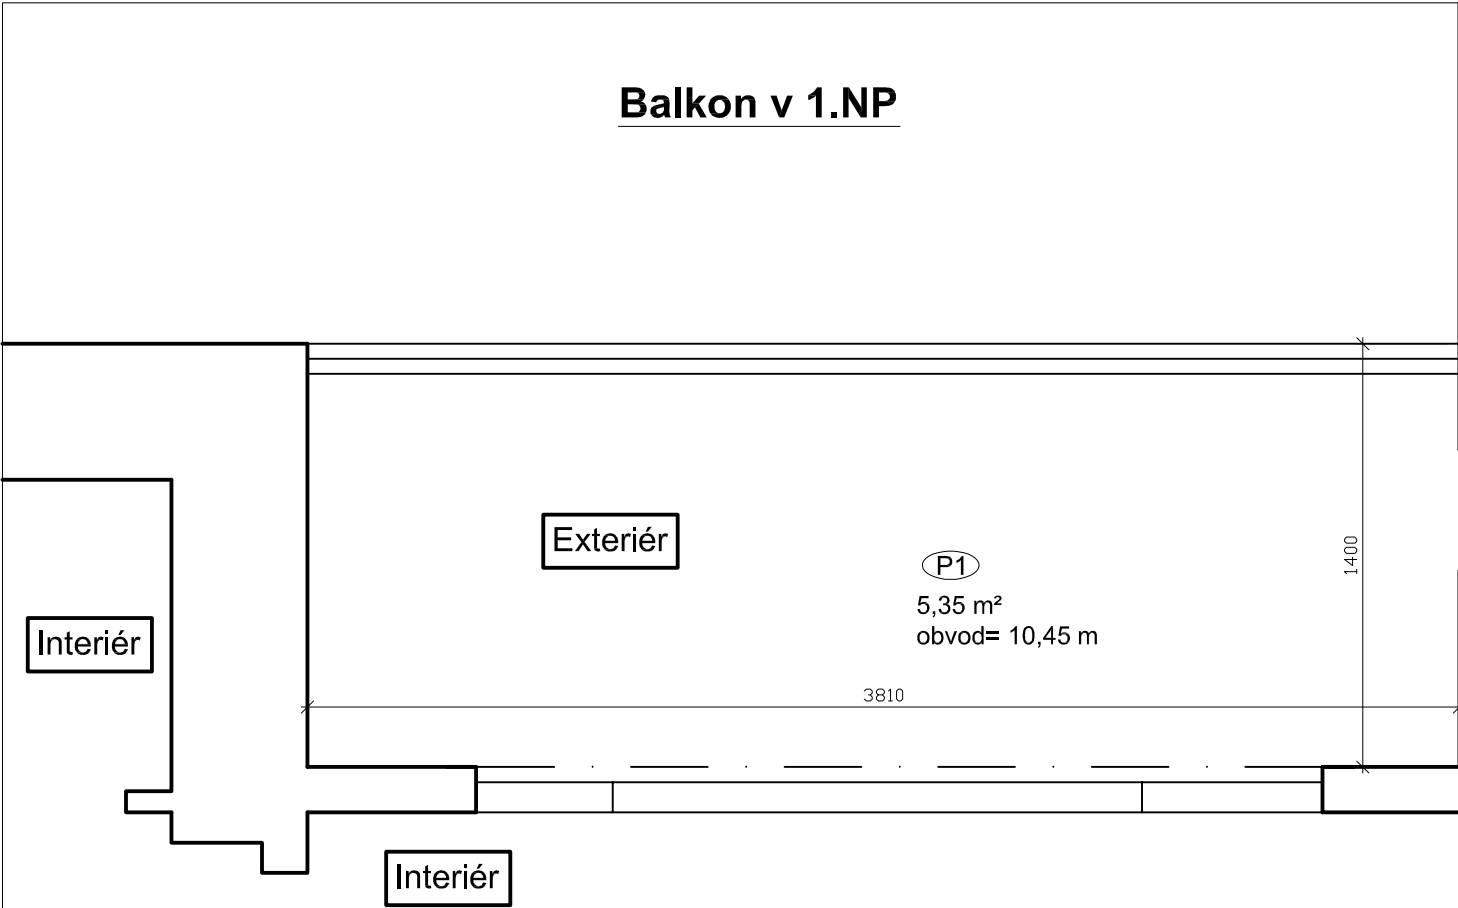 Balkon v 1.NP
Exteriér
P1
5,35 m²
obvod= 10,45 m
1400
Interiér
3810
Interiér